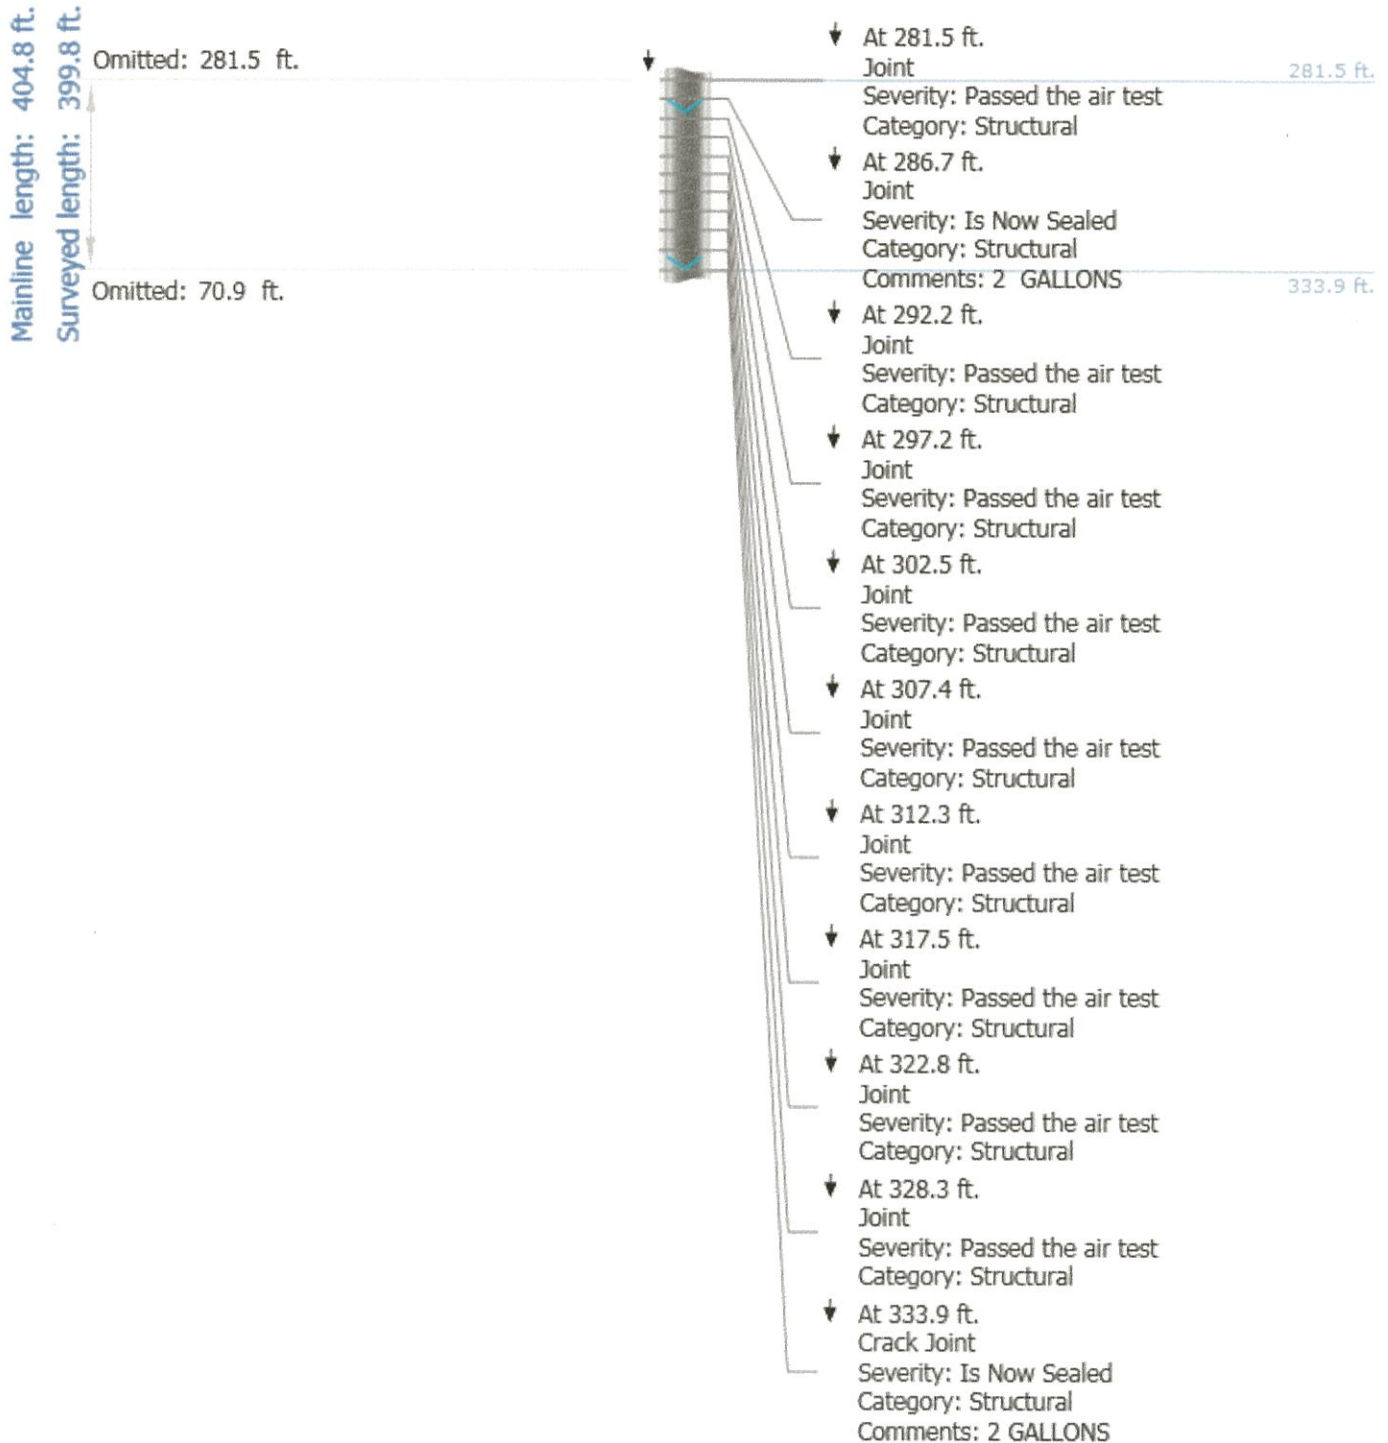 Mainline length: 404.8 ft.
Surveyed length: 399.8 ft.
Omitted: 281.5 ft.
Omitted: 70.9 ft.
281.5 ft.
333.9 ft.
At 281.5 ft.
Joint
Severity: Passed the air test
Category: Structural
At 286.7 ft.
Joint
Severity: Is Now Sealed
Category: Structural
Comments: 2 GALLONS
At 292.2 ft.
Joint
Severity: Passed the air test
Category: Structural
At 297.2 ft.
Joint
Severity: Passed the air test
Category: Structural
At 302.5 ft.
Joint
Severity: Passed the air test
Category: Structural
At 307.4 ft.
Joint
Severity: Passed the air test
Category: Structural
At 312.3 ft.
Joint
Severity: Passed the air test
Category: Structural
At 317.5 ft.
Joint
Severity: Passed the air test
Category: Structural
At 322.8 ft.
Joint
Severity: Passed the air test
Category: Structural
At 328.3 ft.
Joint
Severity: Passed the air test
Category: Structural
At 333.9 ft.
Crack Joint
Severity: Is Now Sealed
Category: Structural
Comments: 2 GALLONS